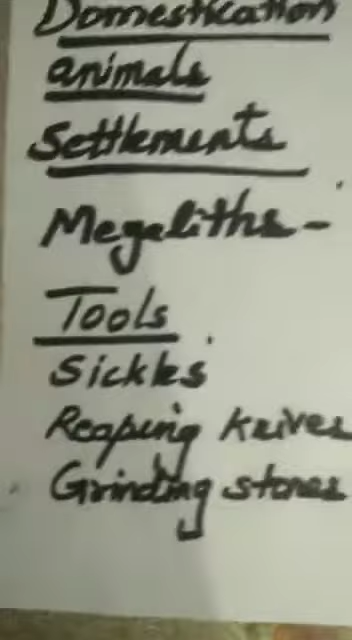 Domestication
animals
Settlements
Megaliths -
Tools
Sickles
Reaping knives
Grinding stones